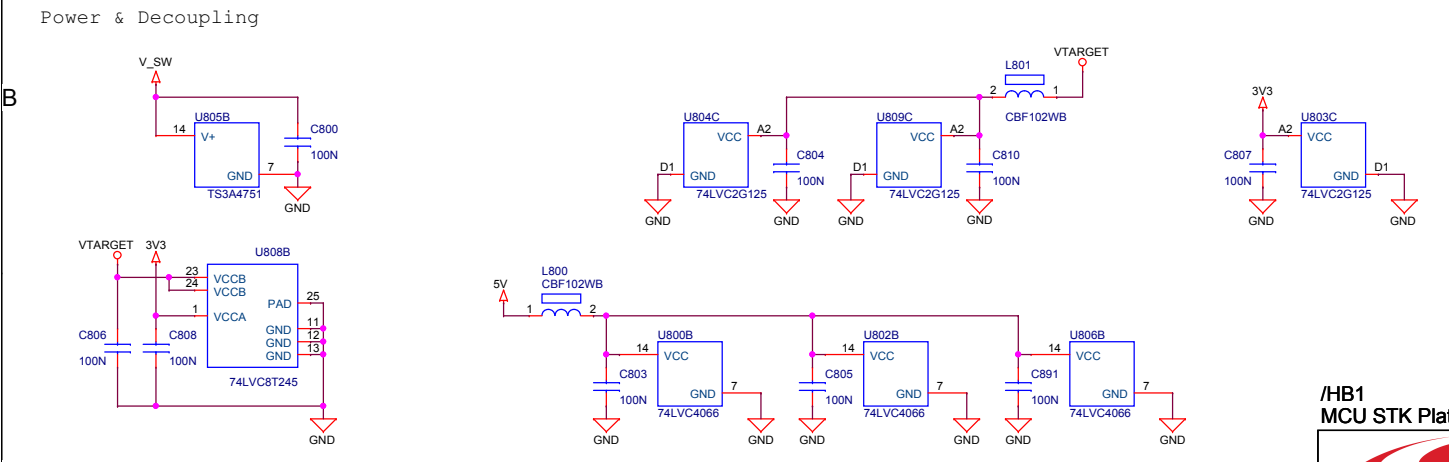 Power & Decoupling
B
V_SW
U805B
14
V+
GND
7
TS3A4751
C800
100N
GND
VTARGET
L801
2
1
CBF102WB
U804C
VCC
A2
D1
GND
74LVC2G125
C804
100N
GND
GND
U809C
VCC
A2
D1
GND
74LVC2G125
C810
100N
GND
GND
3V3
U803C
A2
VCC
C807
100N
GND
D1
74LVC2G125
GND
GND
VTARGET
3V3
U808B
23
VCCB
24
VCCB
PAD
25
1
VCCA
GND
11
GND
12
GND
13
C806
100N
C808
100N
74LVC8T245
GND
5V
L800
CBF102WB
1
2
U800B
14
VCC
C803
100N
GND
7
74LVC4066
GND
GND
U802B
14
VCC
C805
100N
GND
7
74LVC4066
GND
GND
U806B
14
VCC
C891
100N
GND
7
74LVC4066
GND
GND
/HB1
MCU STK